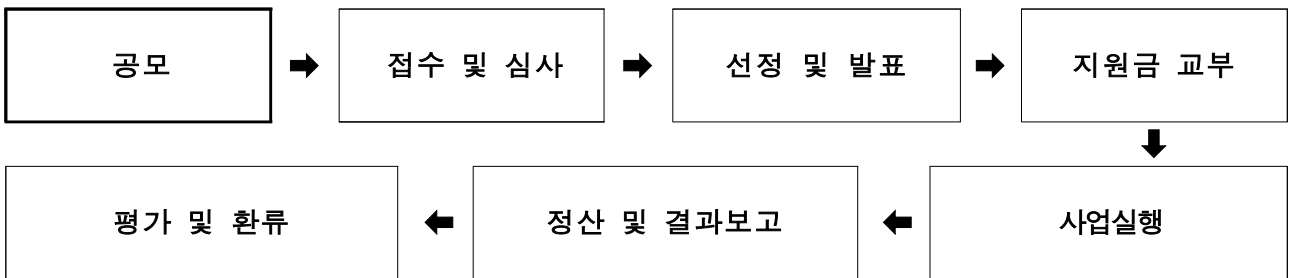 공모 ➡ 접수 및 심사 ➡ 선정 및 발표 ➡ 지원금 교부
⬇
평가 및 환류 ⬅ 정산 및 결과보고 ⬅ 사업실행